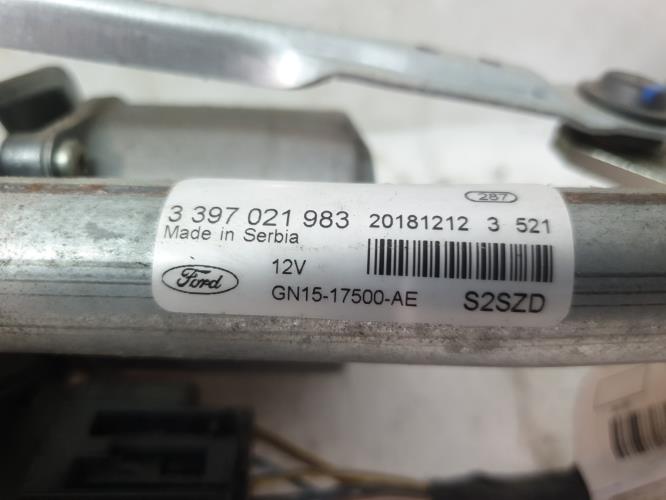 287
3 397 021 983 20181212 3 521
Made in Serbia
Ford 12V
GN15-17500-AE S2SZD